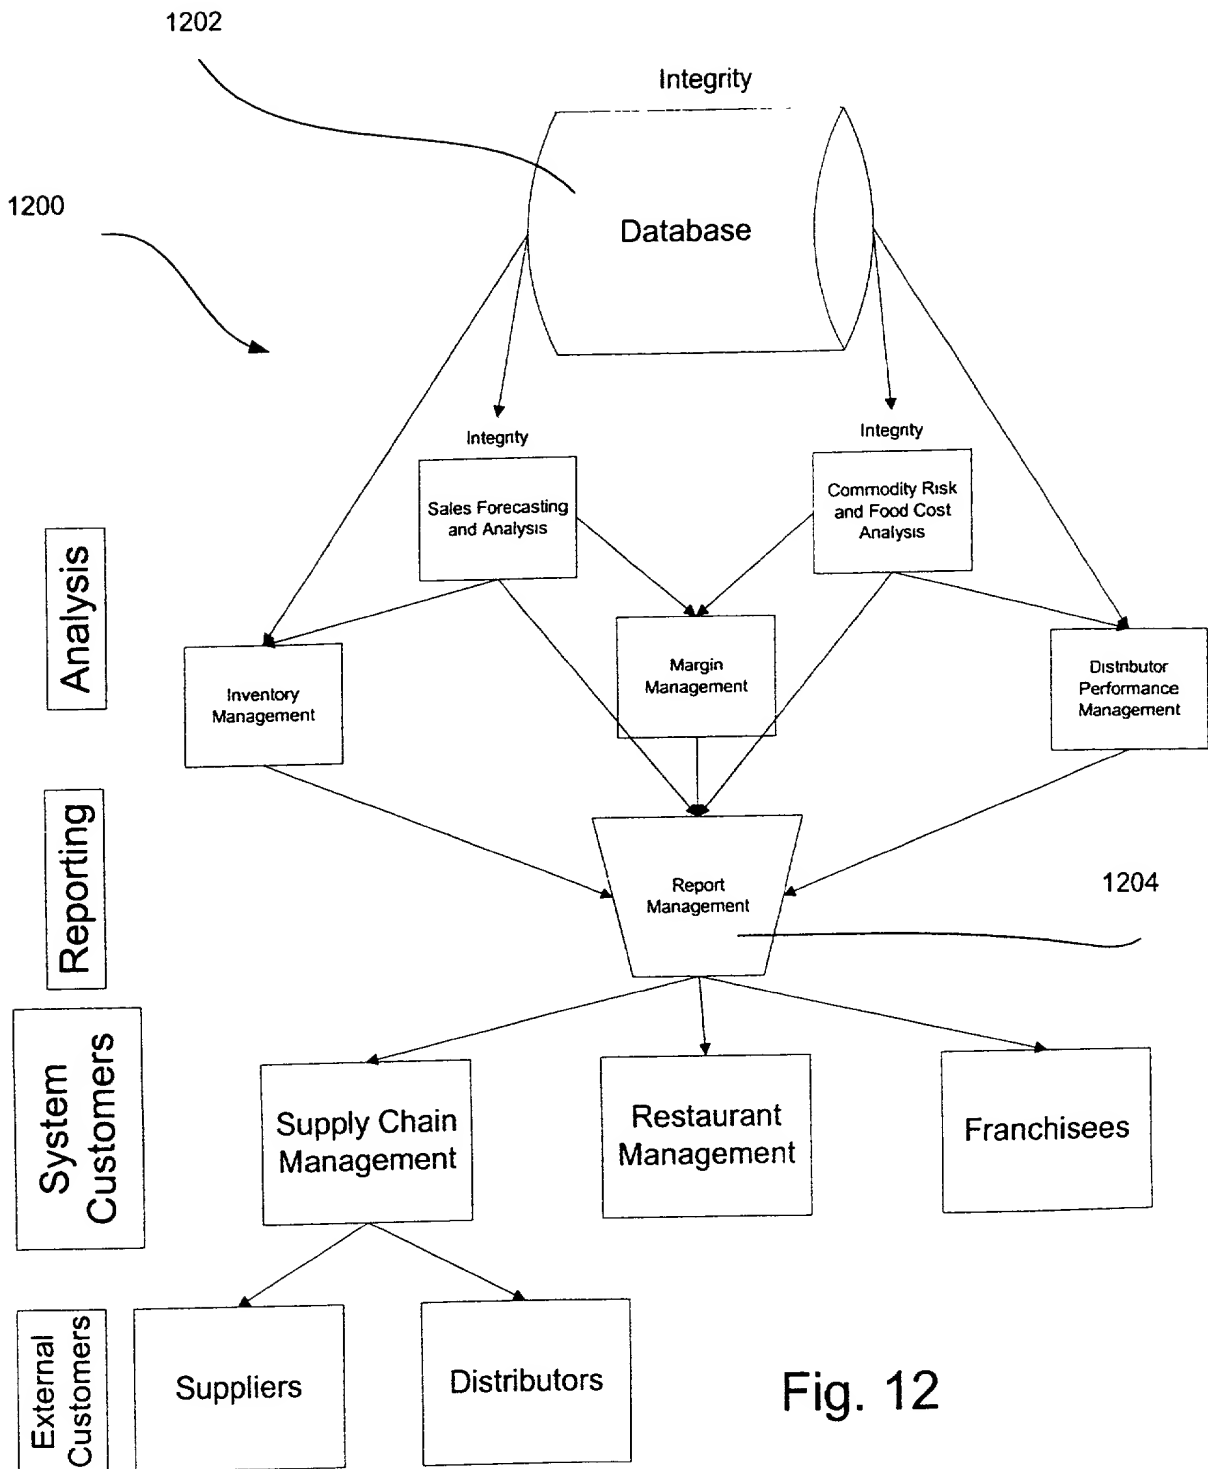 1202
Integrity
1200
Database
Integrity
Integrity
Sales Forecasting
and Analysis
Commodity Risk
and Food Cost
Analysis
Analysis
Inventory
Management
Margin
Management
Distributor
Performance
Management
Reporting
Report
Management
1204
System
Customers
Supply Chain
Management
Restaurant
Management
Franchisees
External
Customers
Suppliers
Distributors
Fig. 12